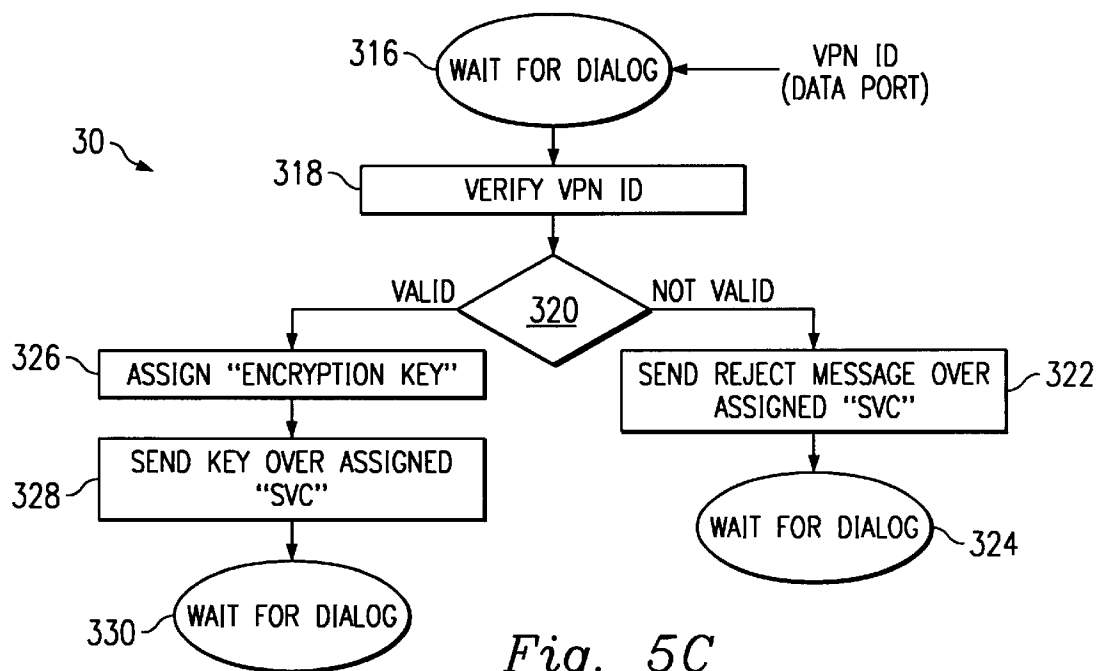 316
WAIT FOR DIALOG
VPN ID
(DATA PORT)
30
318
VERIFY VPN ID
VALID
320
NOT VALID
326
ASSIGN "ENCRYPTION KEY"
SEND REJECT MESSAGE OVER
ASSIGNED "SVC"
322
328
SEND KEY OVER ASSIGNED
"SVC"
WAIT FOR DIALOG
324
330
WAIT FOR DIALOG
Fig. 5C